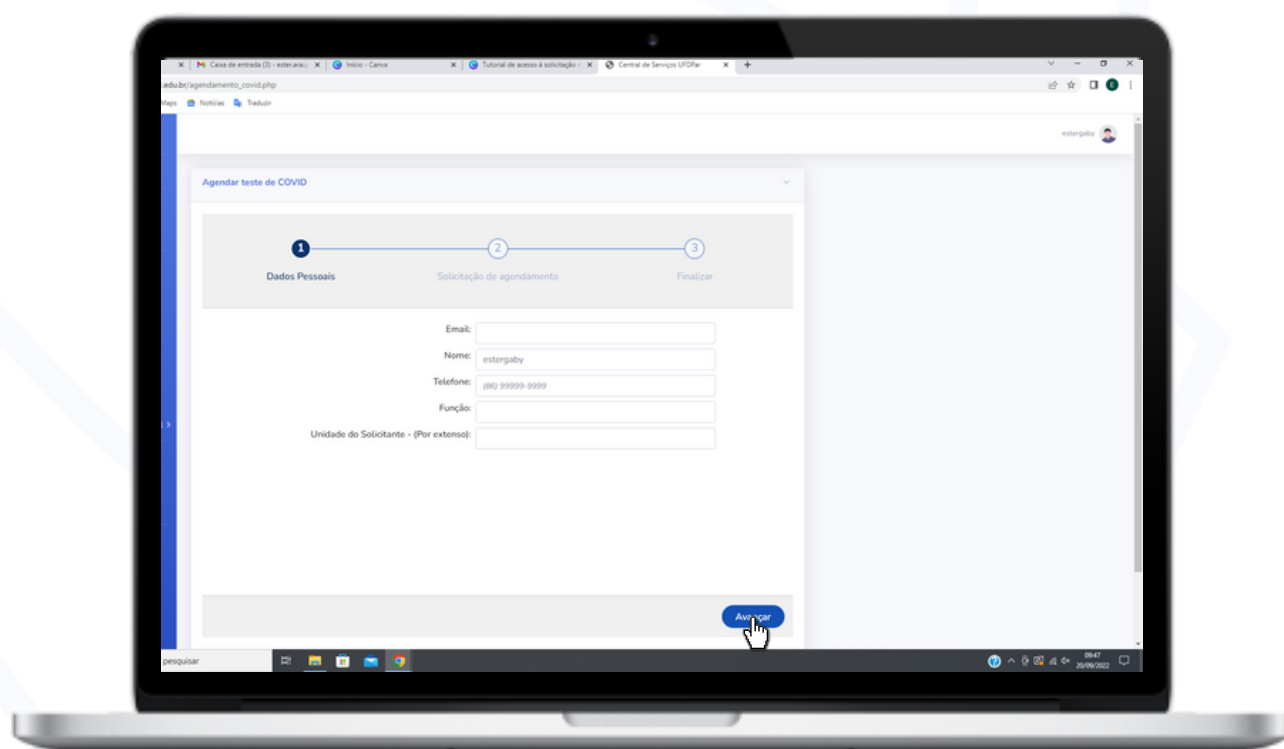 Caixa de entrada (3) - ester.arau
Início - Canva
Tutorial de acesso à solicitação -
Central de Serviços UFDPar
.edu.br/agendamento_covid.php
Maps Notícias Traduzir
estergaby
Agendar teste de COVID
1 2 3
Dados Pessoais Solicitação de agendamento Finalizar
Email:
Nome: estergaby
Telefone: (86) 99999-9999
Função:
Unidade do Solicitante - (Por extenso):
Avançar
pesquisar
09:47
20/09/2022